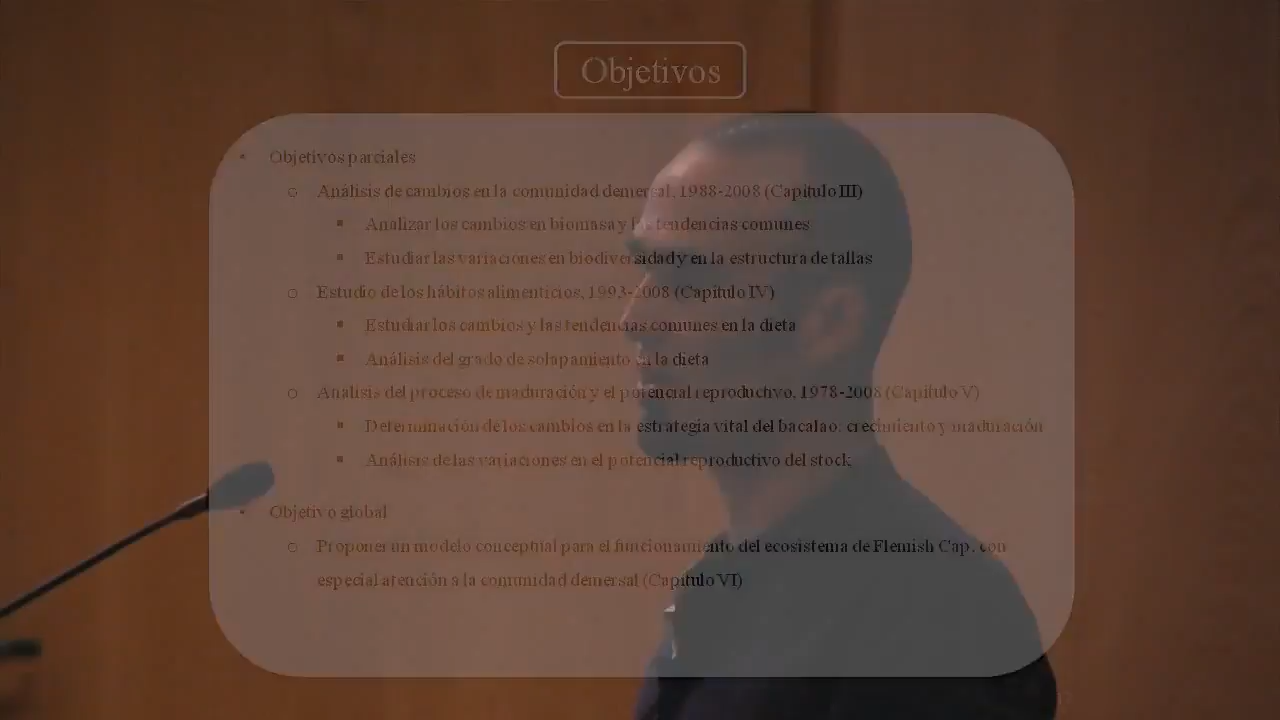 Objetivos
• Objetivos parciales
o Análisis de cambios en la comunidad demersal, 1988-2008 (Capítulo III)
▪ Analizar los cambios en biomasa y las tendencias comunes
▪ Estudiar las variaciones en biodiversidad y en la estructura de tallas
o Estudio de los hábitos alimenticios, 1993-2008 (Capítulo IV)
▪ Estudiar los cambios y las tendencias comunes en la dieta
▪ Análisis del grado de solapamiento en la dieta
o Analisis del proceso de maduración y el potencial reproductivo, 1978-2008 (Capítulo V)
▪ Determinación de los cambios en la estrategia vital del bacalao: crecimiento y maduración
▪ Análisis de las variaciones en el potencial reproductivo del stock
• Objetivo global
o Proponer un modelo conceptual para el funcionamiento del ecosistema de Flemish Cap, con
especial atención a la comunidad demersal (Capítulo VI)